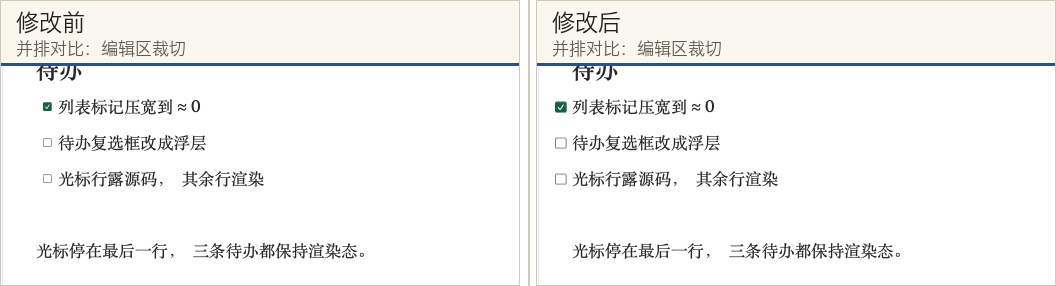 修改前
并排对比：编辑区裁切
待办
列表标记压宽到 ≈ 0
待办复选框改成浮层
光标行露源码， 其余行渲染
光标停在最后一行， 三条待办都保持渲染态。
修改后
并排对比：编辑区裁切
待办
列表标记压宽到 ≈ 0
待办复选框改成浮层
光标行露源码， 其余行渲染
光标停在最后一行， 三条待办都保持渲染态。